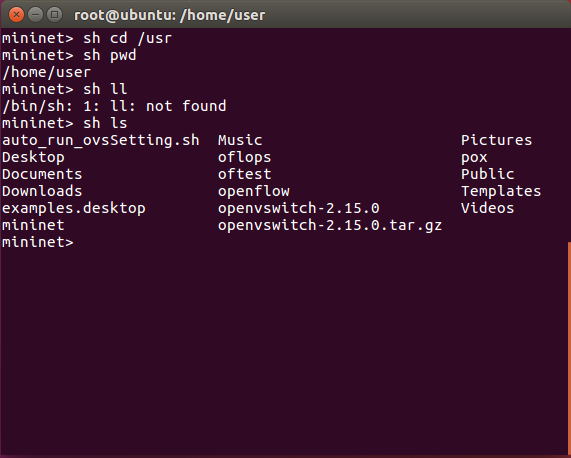 root@ubuntu: /home/user
mininet> sh cd /usr
mininet> sh pwd
/home/user
mininet> sh ll
/bin/sh: 1: ll: not found
mininet> sh ls
auto_run_ovsSetting.sh  Music                      Pictures
Desktop                 oflops                     pox
Documents               oftest                     Public
Downloads               openflow                   Templates
examples.desktop        openvswitch-2.15.0         Videos
mininet                 openvswitch-2.15.0.tar.gz
mininet>